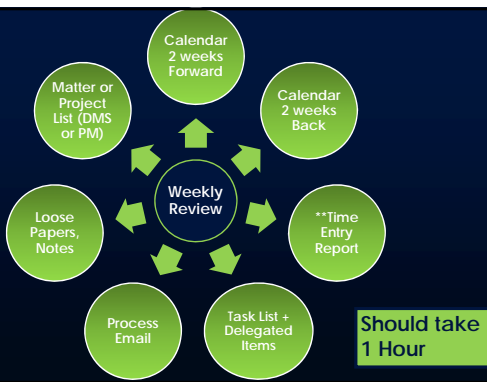 Calendar
2 weeks
Forward
Calendar
2 weeks
Back
**Time
Entry
Report
Task List +
Delegated
Items
Process
Email
Loose
Papers,
Notes
Matter or
Project
List (DMS
or PM)
Weekly
Review
Should take
1 Hour